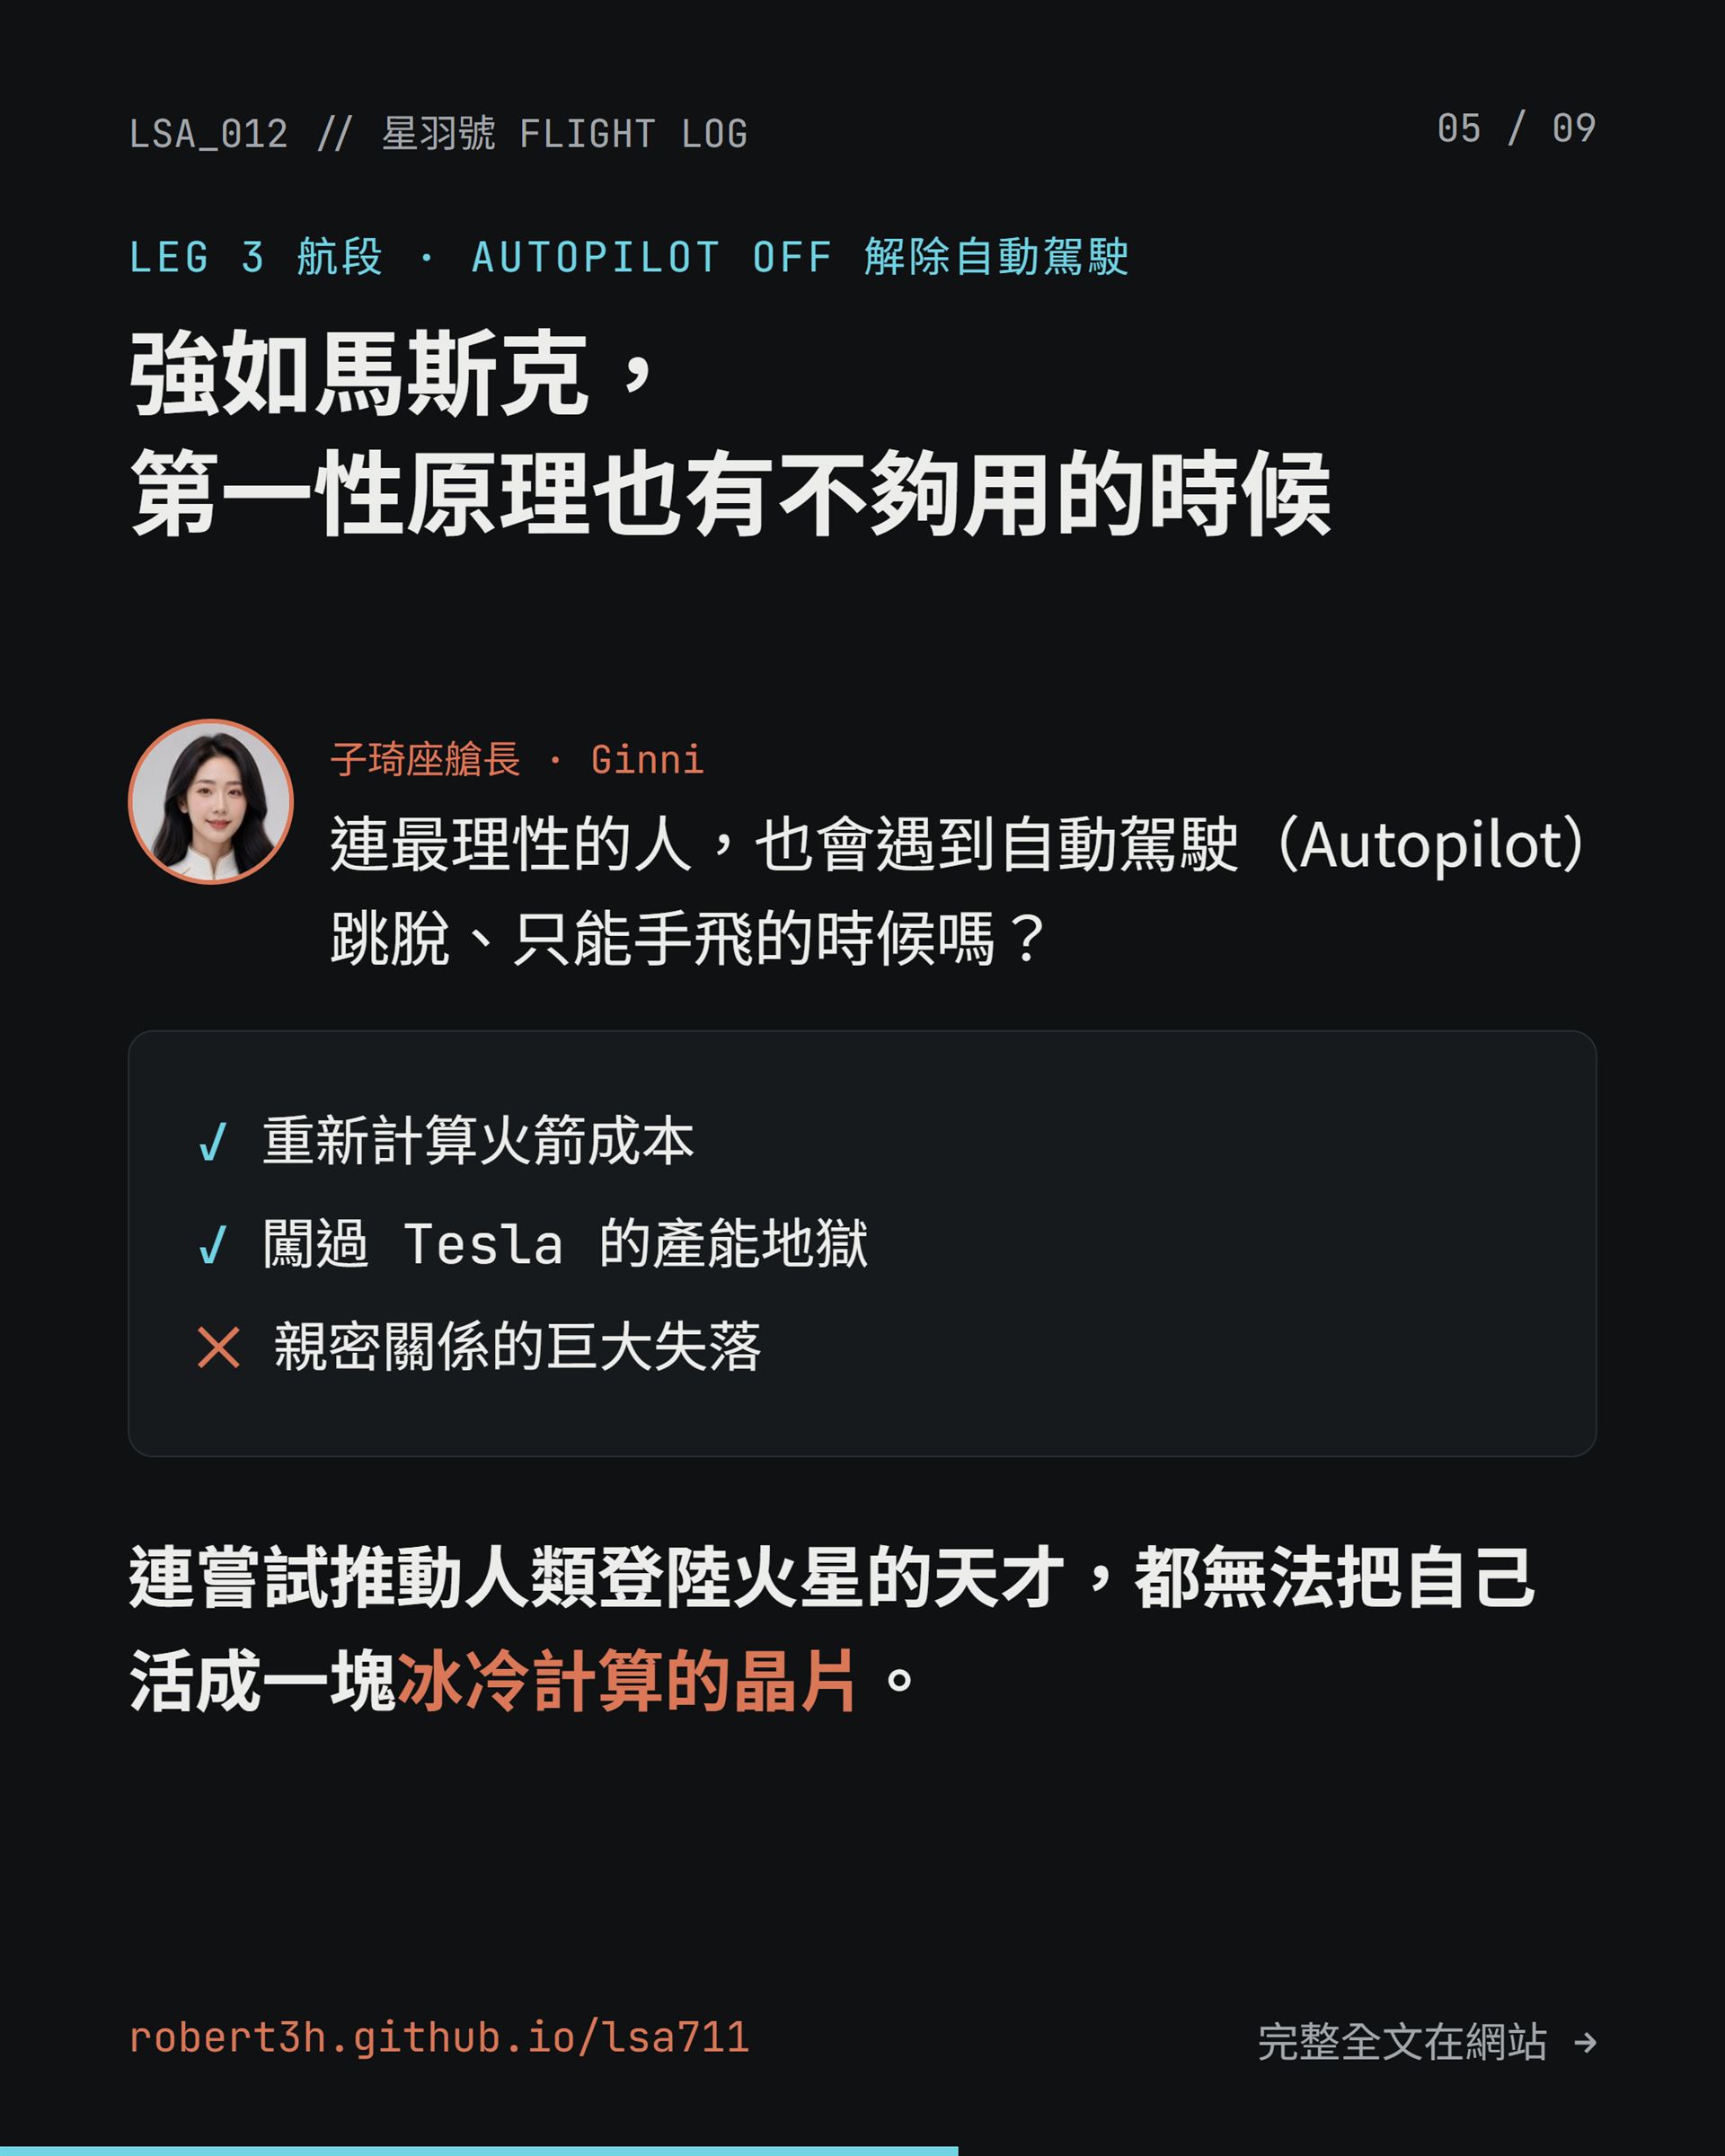 LSA_012 // 星羽號 FLIGHT LOG
05 / 09
LEG 3 航段 · AUTOPILOT OFF 解除自動駕駛
強如馬斯克，
第一性原理也有不夠用的時候
子琦座艙長 · Ginni
連最理性的人，也會遇到自動駕駛（Autopilot）
跳脫、只能手飛的時候嗎？
✓ 重新計算火箭成本
✓ 闖過 Tesla 的產能地獄
✕ 親密關係的巨大失落
連嘗試推動人類登陸火星的天才，都無法把自己
活成一塊冰冷計算的晶片。
robert3h.github.io/lsa711
完整全文在網站 →